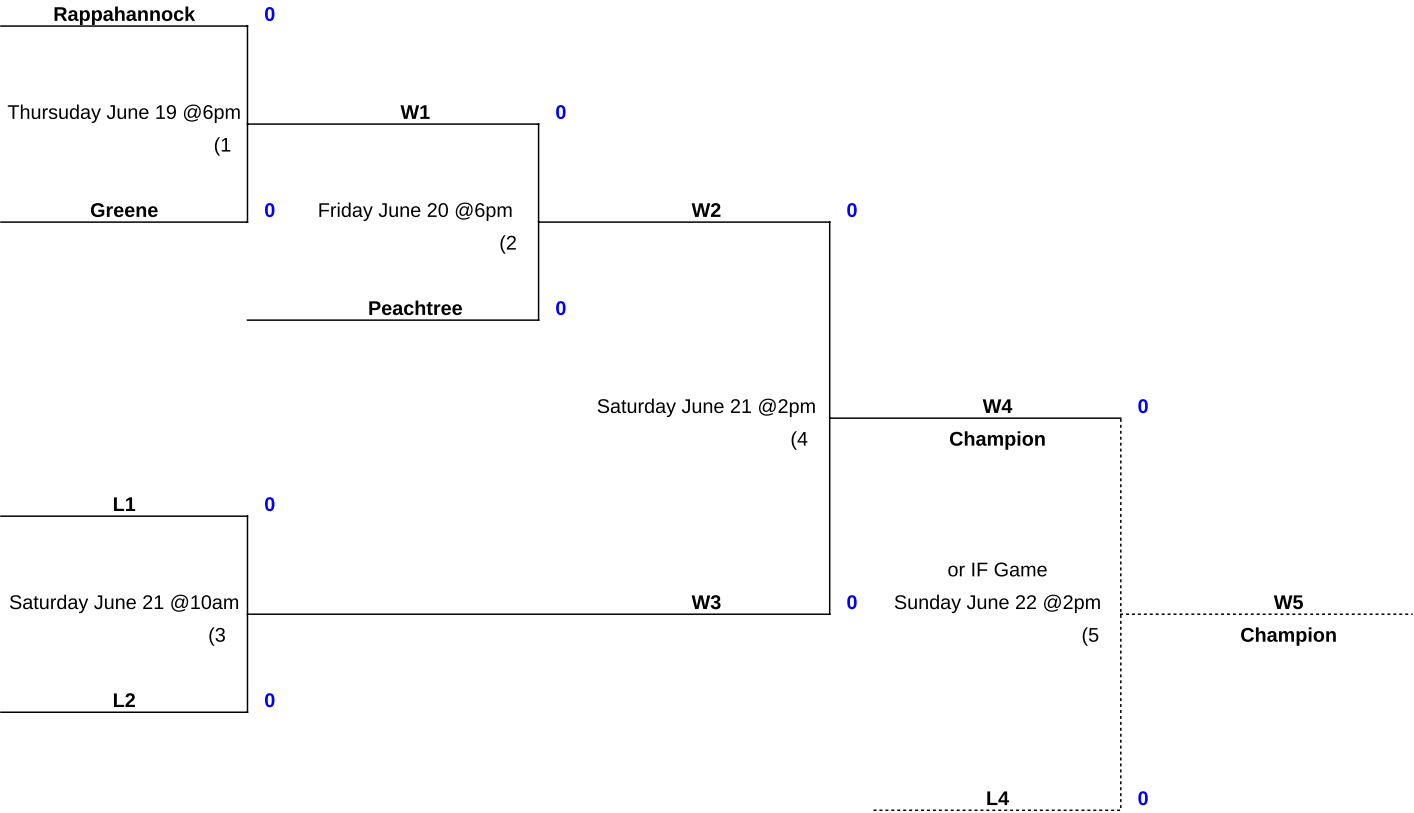 Rappahannock 0
Thursuday June 19 @6pm W1 0
(1
Greene 0 Friday June 20 @6pm W2 0
(2
Peachtree 0
Saturday June 21 @2pm W4 0
(4 Champion
L1 0
or IF Game
Saturday June 21 @10am W3 0 Sunday June 22 @2pm W5
(3 (5 Champion
L2 0
L4 0